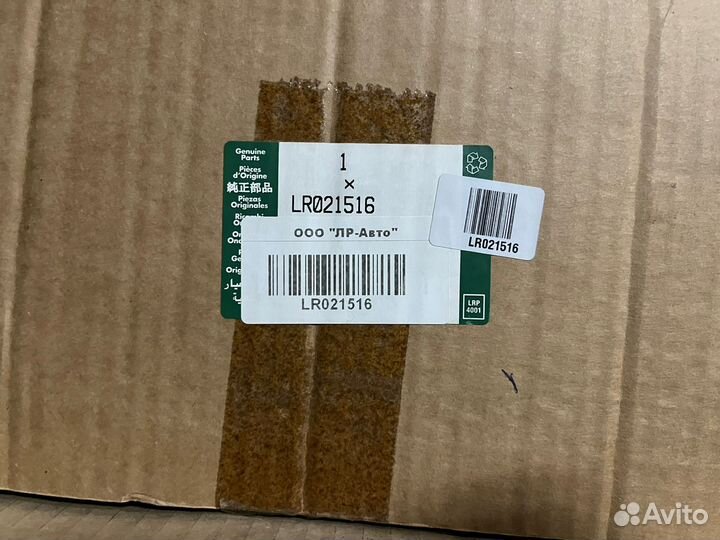 Genuine
Parts
Pièces
d'Origine
純正部品
Piezas
Originales
1
×
LR021516
ООО "ЛР-Авто"
LR021516
LR021516
LRP
4001
Avito